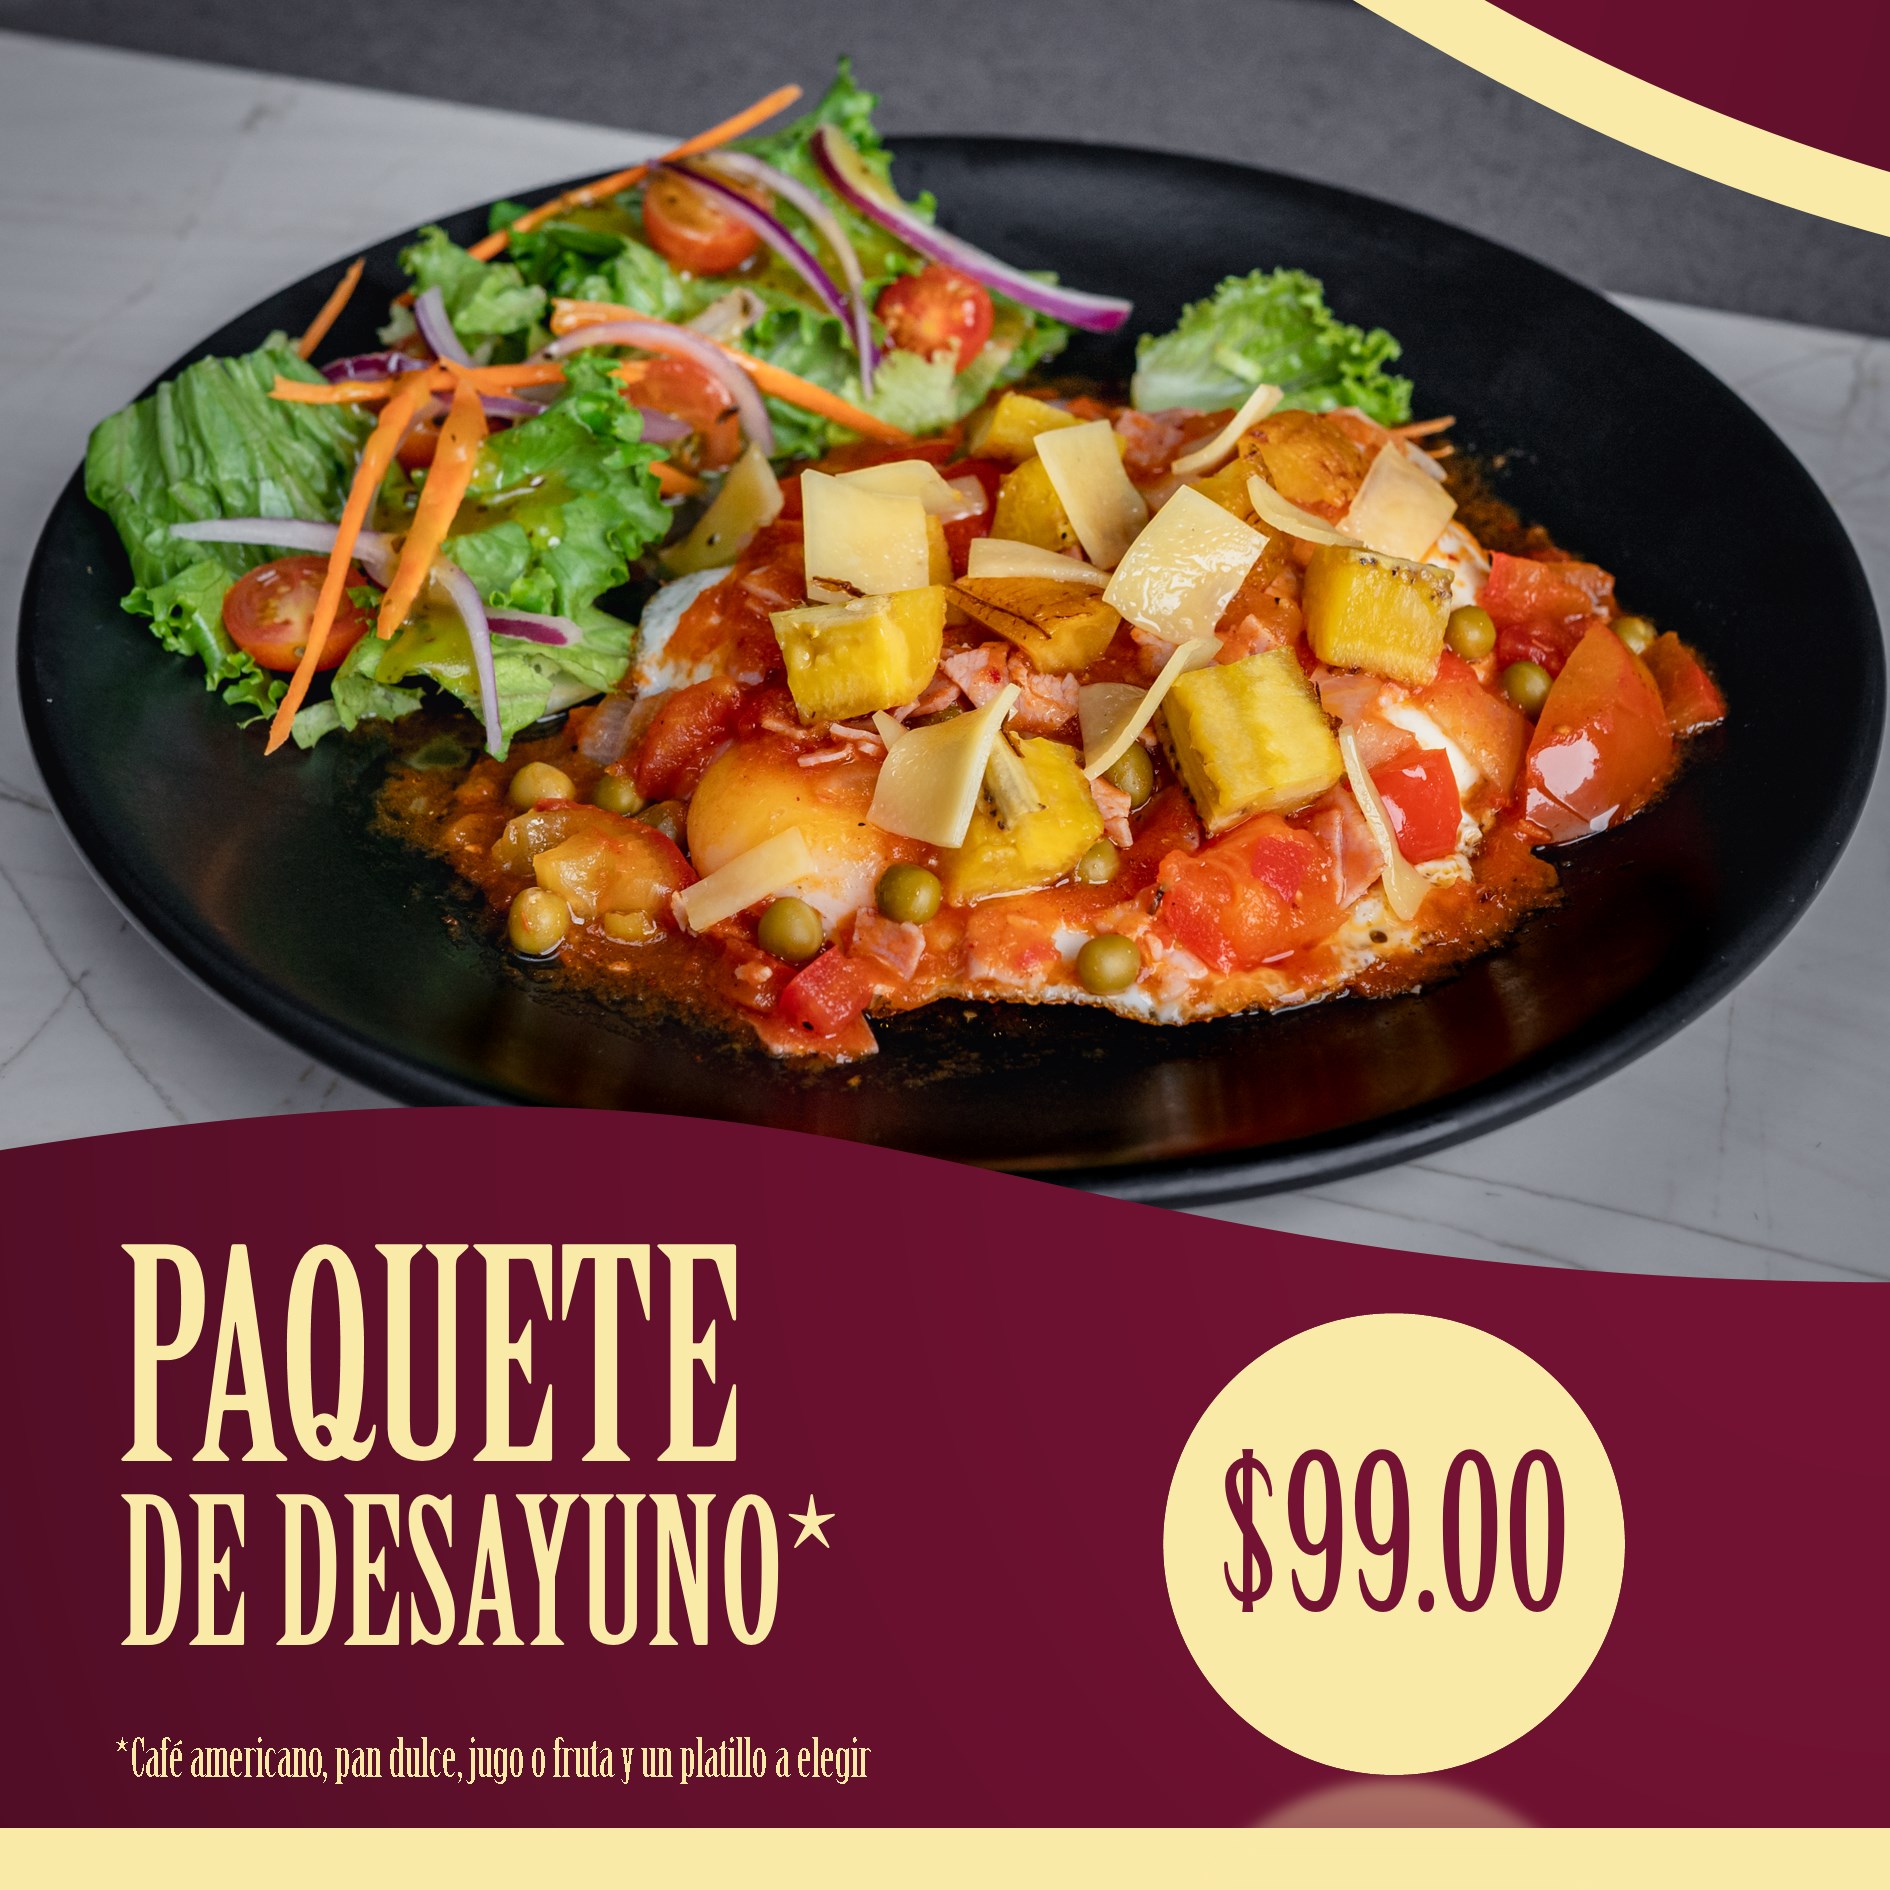 PAQUETE
DE DESAYUNO*
$99.00
*Café americano, pan dulce, jugo o fruta y un platillo a elegir